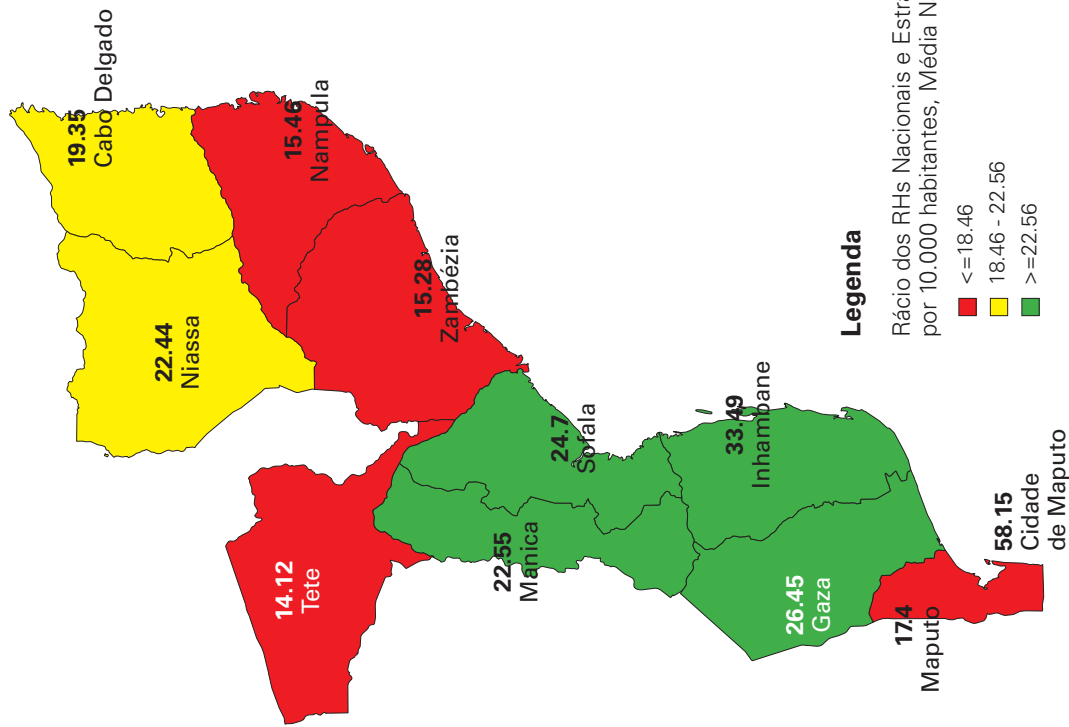 19.35
Cabo Delgado
22.44
Niassa
15.46
Nampula
15.28
Zambézia
14.12
Tete
22.55
Manica
24.7
Sofala
33.49
Inhambane
26.45
Gaza
17.4
Maputo
58.15
Cidade
de Maputo
Legenda
Rácio dos RHs Nacionais e
por 10.000 habitantes, Média
<=18.46
18.46 - 22.56
>=22.56